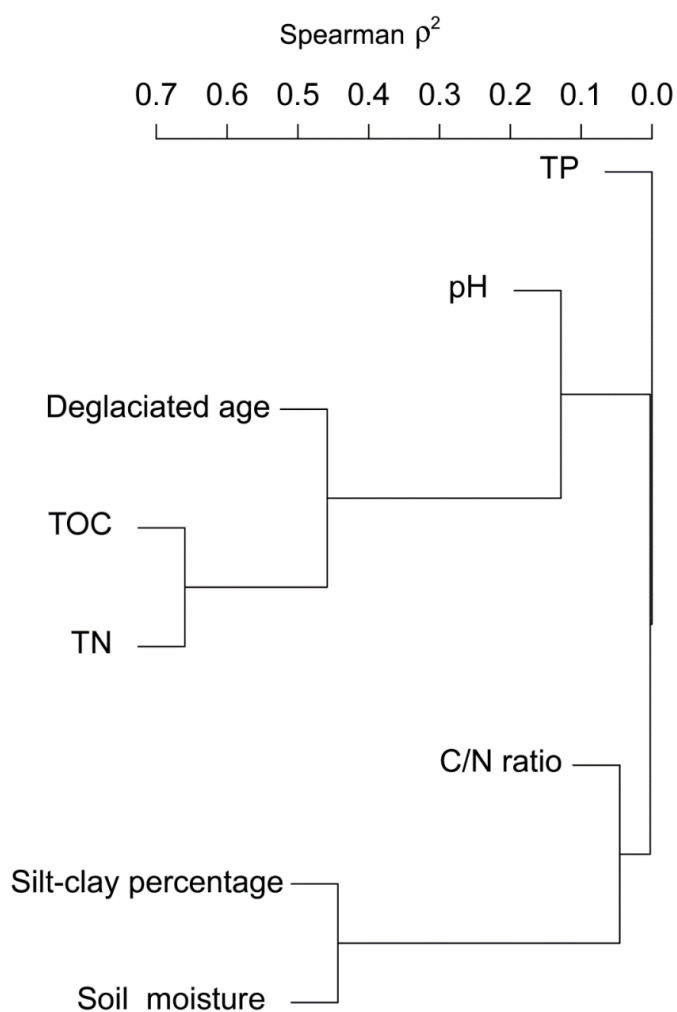 Spearman ρ²
0.7 0.6 0.5 0.4 0.3 0.2 0.1 0.0
TP
pH
Deglaciated age
TOC
TN
C/N ratio
Silt-clay percentage
Soil moisture